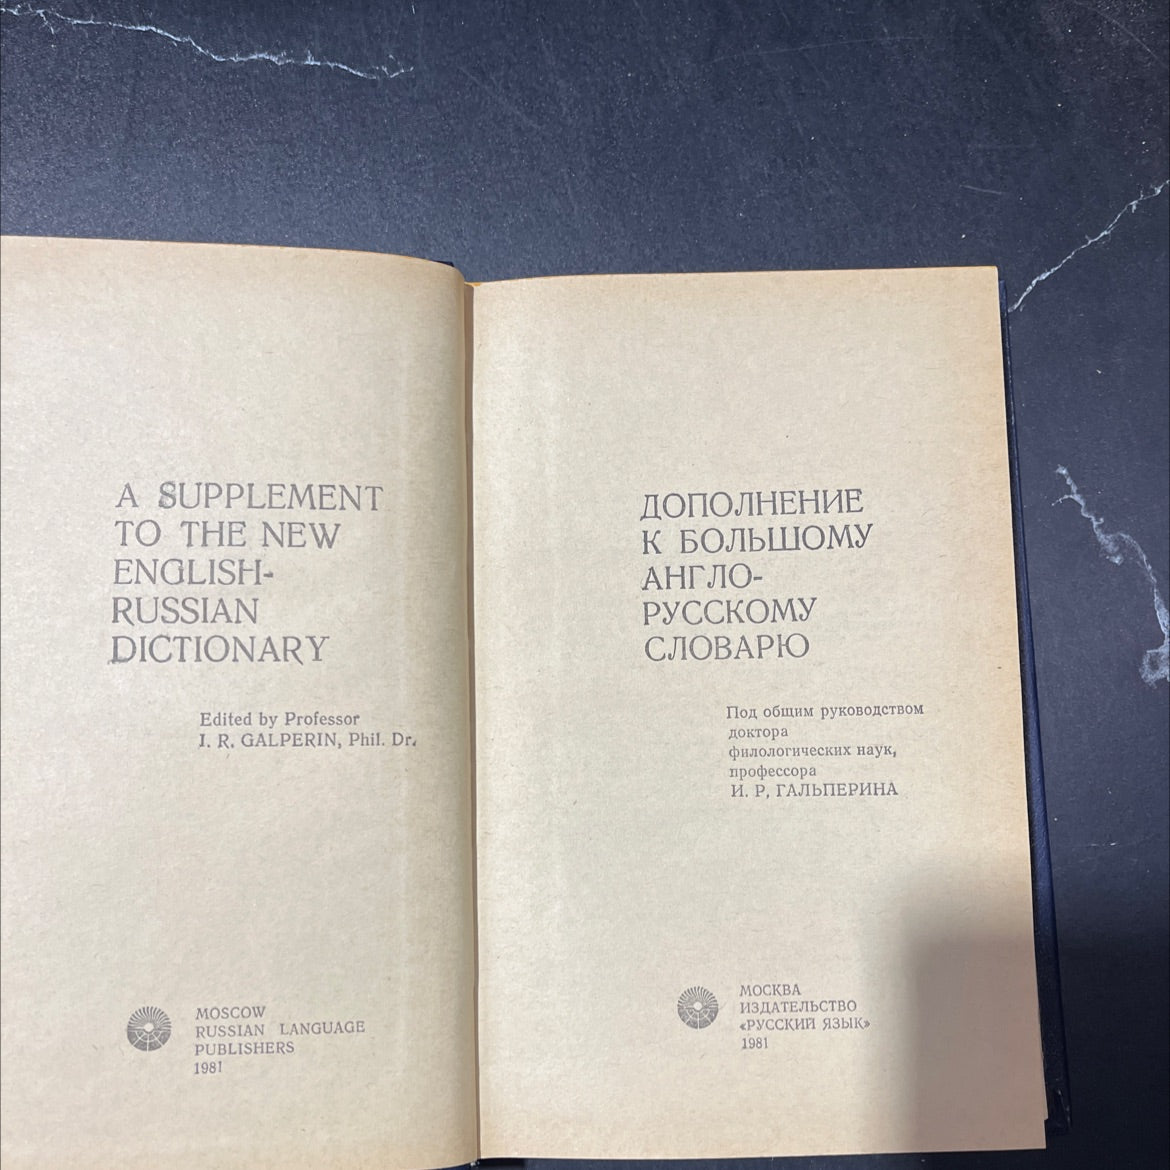 A SUPPLEMENT
TO THE NEW
ENGLISH-
RUSSIAN
DICTIONARY
Edited by Professor
I. R. GALPERIN, Phil. Dr.
MOSCOW
RUSSIAN LANGUAGE
PUBLISHERS
1981
ДОПОЛНЕНИЕ
К БОЛЬШОМУ
АНГЛО-
РУССКОМУ
СЛОВАРЮ
Под общим руководством
доктора
филологических наук,
профессора
И. Р. ГАЛЬПЕРИНА
МОСКВА
ИЗДАТЕЛЬСТВО
«РУССКИЙ ЯЗЫК»
1981